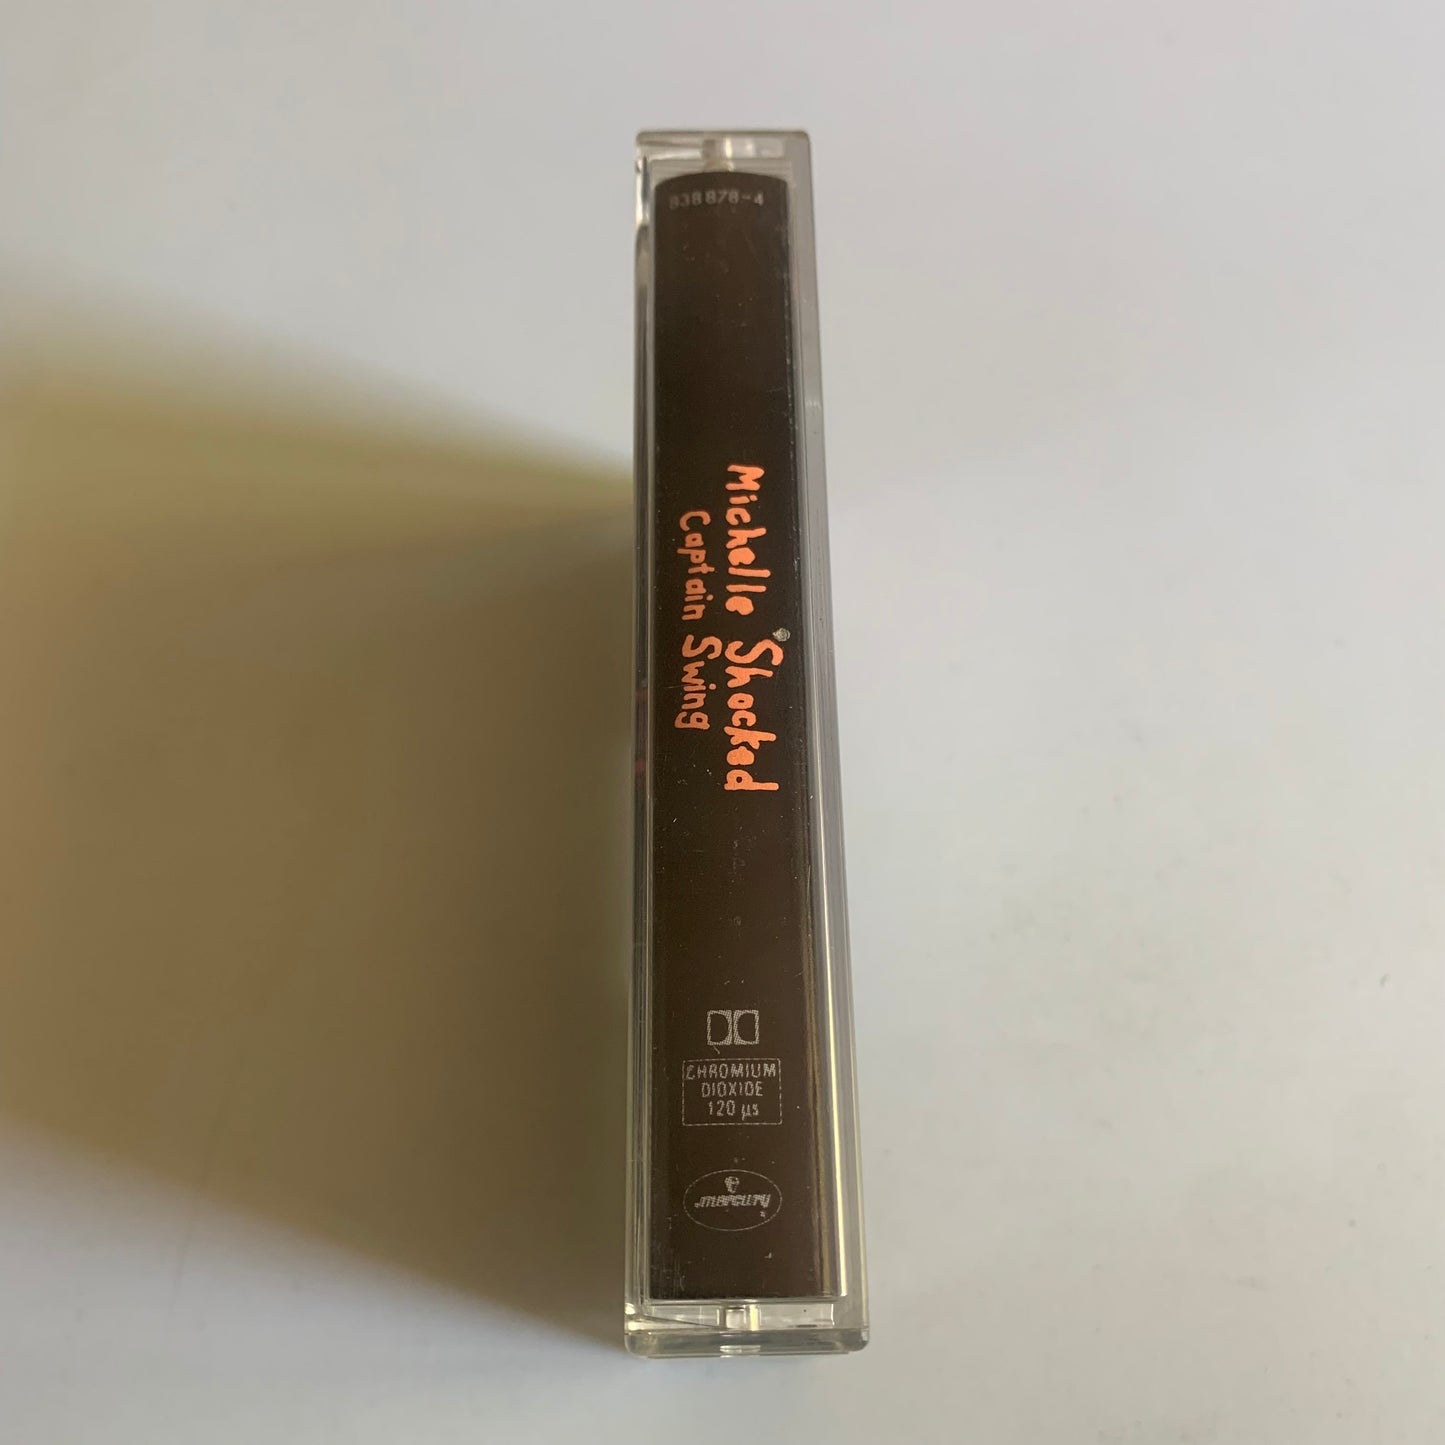 838 878-4
Michelle Shocked
Captain Swing
CHROMIUM
DIOXIDE
120 µs
mercury